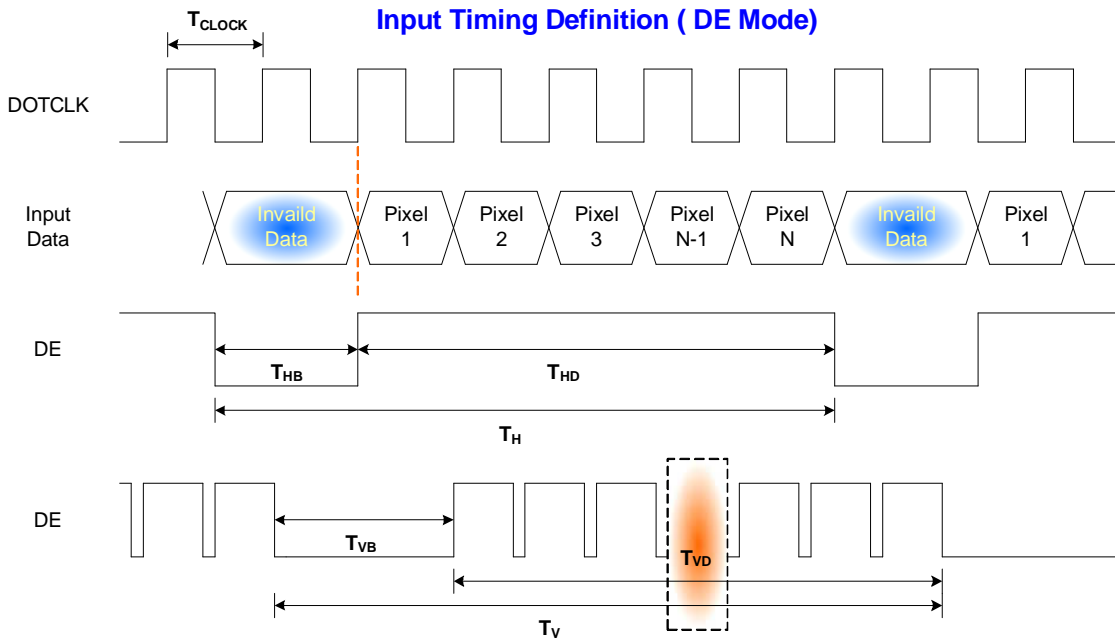 Input Timing Definition ( DE Mode)
TCLOCK
DOTCLK
Input
Data
Invaild
Data
Pixel
1
Pixel
2
Pixel
3
Pixel
N-1
Pixel
N
Invaild
Data
Pixel
1
DE
THB
THD
TH
DE
TVB
TVD
TV